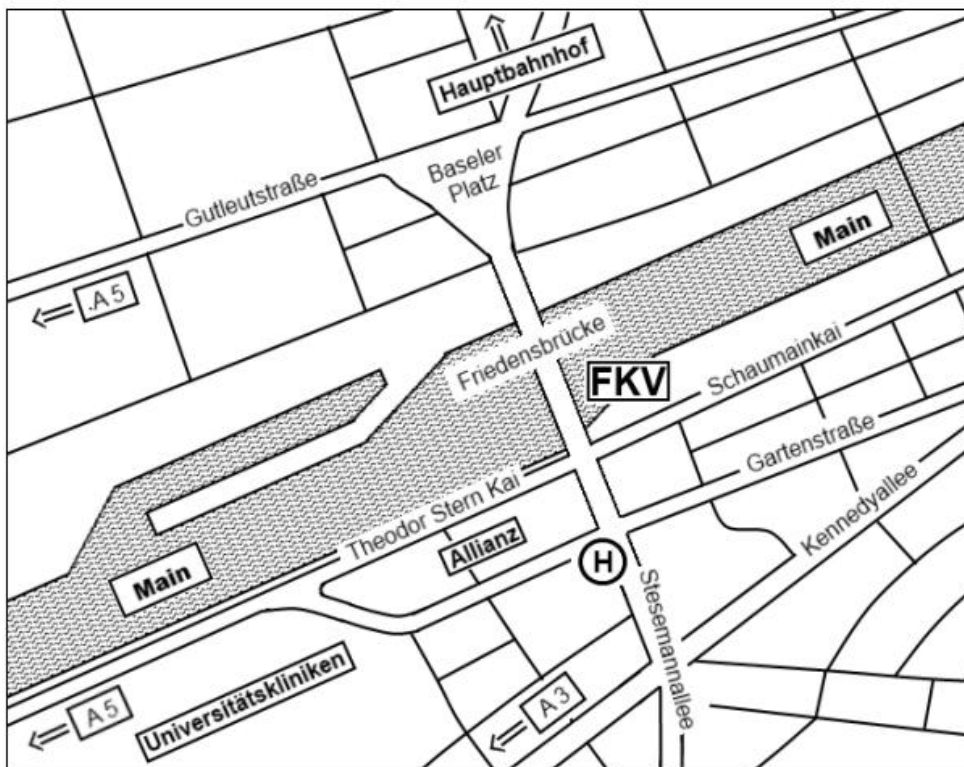 Hauptbahnhof
Baseler
Platz
Gutleutstraße
Main
.A 5
Friedensbrücke
FKV
Schaumainkai
Gartenstraße
Kennedyallee
Theodor Stern Kai
Allianz
H
Main
Stesemannallee
Universitätskliniken
A 3
A 5